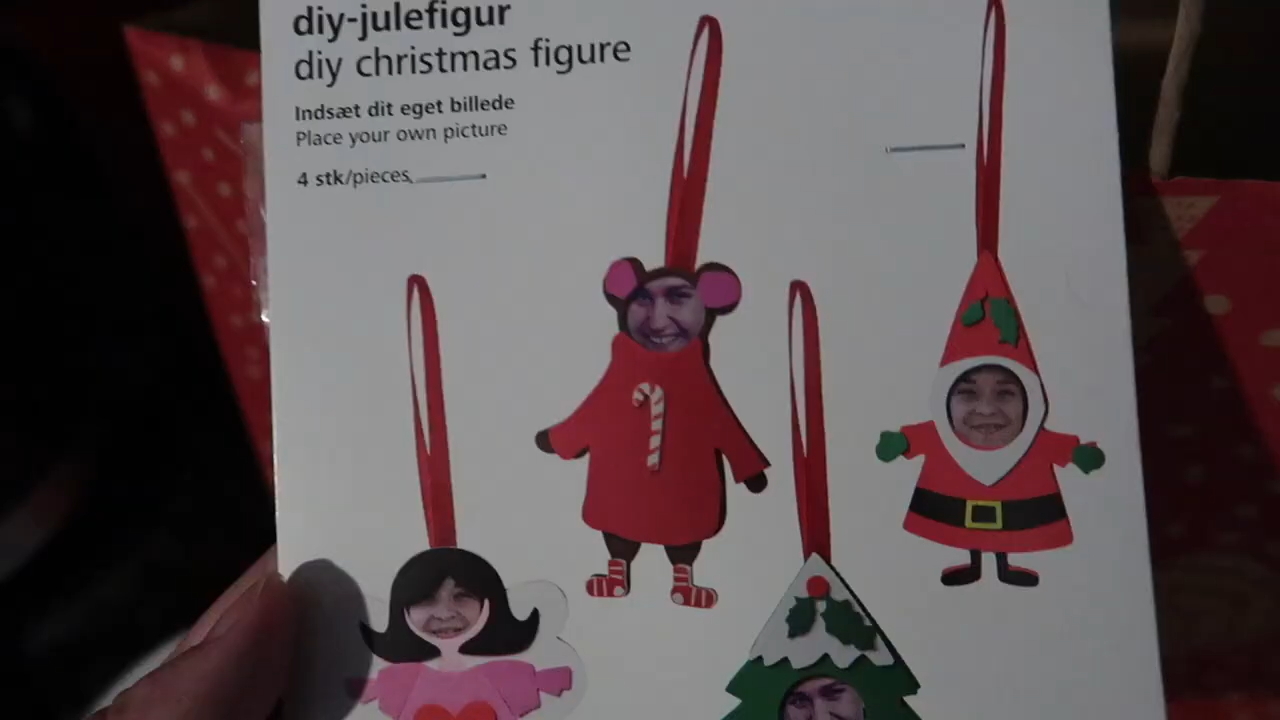 diy-julefigur
diy christmas figure
Indsæt dit eget billede
Place your own picture
4 stk/pieces